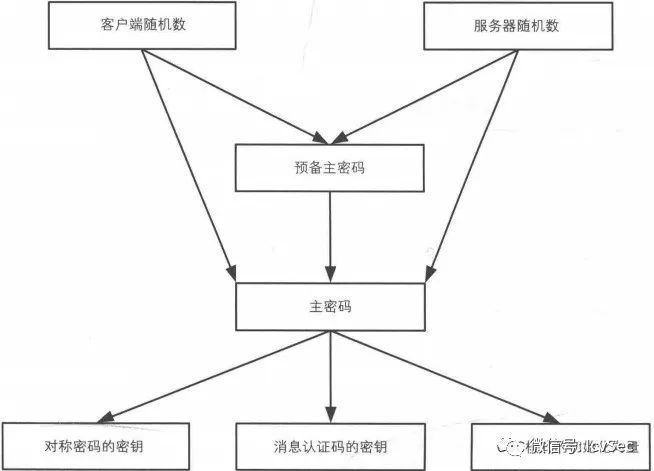 客户端随机数
服务器随机数
预备主密码
主密码
对称密码的密钥
消息认证码的密钥
微信号